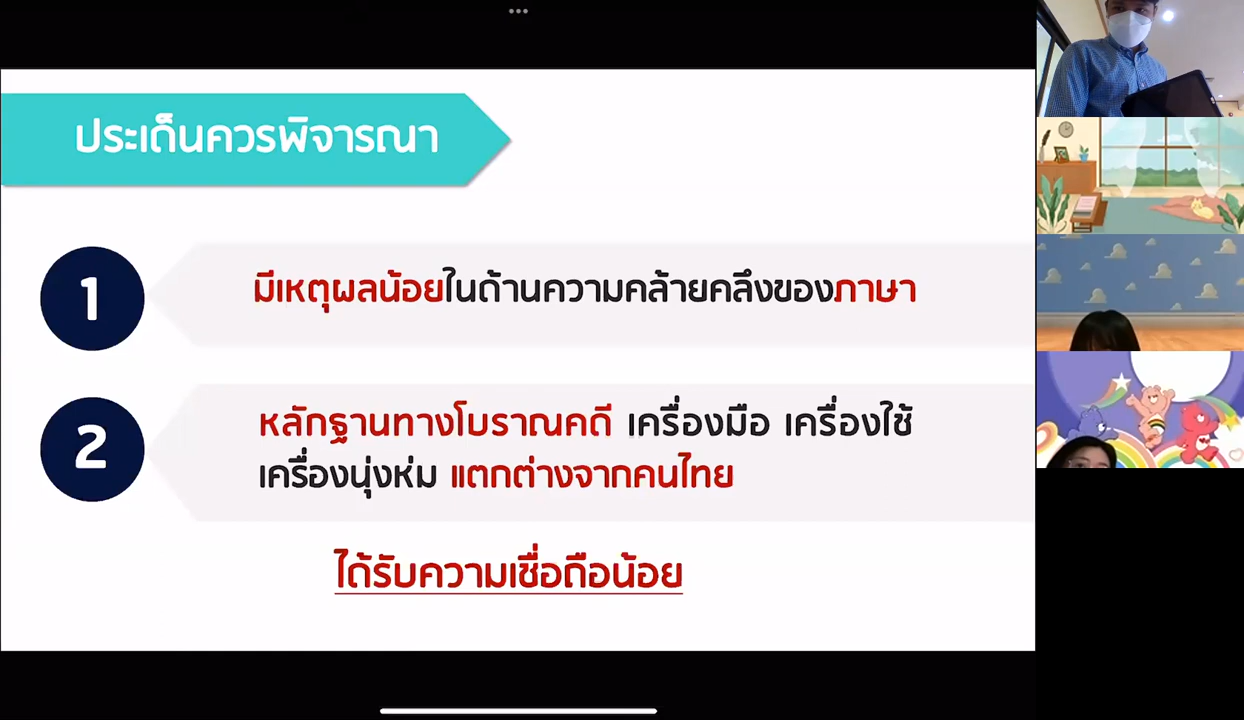 ประเด็นควรพิจารณา
1
มีเหตุผลน้อยในด้านความคล้ายคลึงของภาษา
2
หลักฐานทางโบราณคดี เครื่องมือ เครื่องใช้
เครื่องนุ่งห่ม แตกต่างจากคนไทย
ได้รับความเชื่อถือน้อย